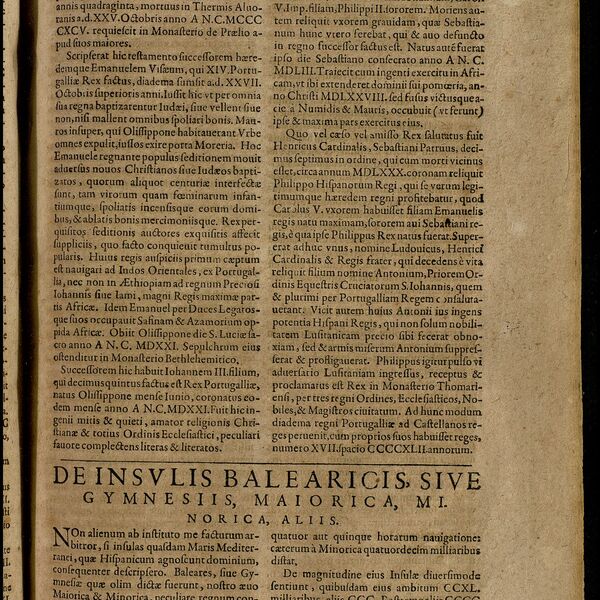 annis quadraginta, mortuus in Thermis Aluo-
ranis a.d. XXV. Octobris anno A N.C. MCCC
CXCV. requiescit in Monasterio de Prælio a-
pud suos maiores.
Scripserat hic testamento successorem hære-
demque Emanuelem Visæum, qui XIV. Portu-
galliæ Rex factus, diadema sumsit a.d. XXVII.
Octobris superioris anni. Iussit hic vt per omnia
sua regna baptizarentur Iudæi, siue vellent siue
non, nisi mallent omnibus spoliari bonis. Mau-
ros insuper, qui Olissippone habitauerant Vrbe
omnes expulit, iussos exire porta Moreria. Hoc
Emanuele regnante populus seditionem mouit
aduersus nouos Christianos siue Iudæos bapti-
zatos, quorum aliquot centuriæ interfectæ
sunt, tam virorum quam fœminarum infan-
tiumque, spoliatis incensisque eorum domi-
bus, & ablatis bonis mercimoniisque. Rex per-
quisitos seditionis auctores exquisitis affecit
suppliciis, quo facto conquieuit tumultus po-
pularis. Huius regis auspiciis primum cæptum
est nauigari ad Indos Orientales, ex Portugal-
lia, nec non in Æthiopiam ad regnum Preciosi
Iohannis siue Iami, magni Regis maximæ par-
tis Africæ. Idem Emanuel per Duces Legatos-
que suos occupauit Safinam & Azamorium op-
pida Africæ. Obiit Olissippone die S. Luciæ sa-
cro anno A N.C. MDXXI. Sepulchrum eius
ostenditur in Monasterio Bethlehemitico,
Successorem hic habuit Iohannem III. filium,
qui decimusquintus factus est Rex Portugalliæ,
natus Olissippone mense Iunio, coronatus eo-
dem mense anno A N.C. MDXXI. Fuit hic in-
genii mitis & quieti, amator religionis Chri-
stianæ & totius Ordinis Ecclesiastici, peculiari
fauore complectens literas & literatos.
V. Imp. filiam, Philippi II. sororem. Moriens au-
tem reliquit vxorem grauidam, quæ Sebastia-
num hunc vtero ferebat, qui & auo defuncto
in regno successor factus est. Natus autē fuerat
ipso die Sebastiano consecrato anno A N C.
MDLIII. Traiecit cum ingenti exercitu in Afri-
cam, vt ibi extenderet dominii sui pomœria, an-
no Christi MDLXXVIII. sed fusus victusque a-
cie a Numidis & Mauris, occubuit (vt ferunt)
ipse & maxima pars exercitus eius.
Quo vel cæso vel amisso Rex salutatus fuit
Henricus Cardinalis, Sebastiani Patruus, deci-
mus septimus in ordine, qui cum morti vicinus
esset, circa annum MDLXXX. coronam reliquit
Philippo Hispanorum Regi, qui se verum legi-
timumque hæredem regni profitebatur, quod
Carolus V. vxorem habuisset filiam Emanuelis
regis natu maximam, sororem aui Sebastiani re-
gis, è qua ipse Philippus Rex natus fuerat. Super-
erat adhuc vnus, nomine Ludouicus, Henrici
Cardinalis & Regis frater, qui decedens è vita
reliquit filium nomine Antonium, Priorem Or-
dinis Equestris Cruciatorum S. Iohannis, quem
& plurimi per Portugalliam Regem consaluta-
uerant. Vicit autem huius Antonii ius ingens
potentia Hispani Regis, qui non solum nobili-
tatem Lusitanicam precio sibi fecerat obno-
xiam, sed & armis miserum Antonium suppres-
serat & profligauerat. Philippus igitur pulso vi
aduersario Lusitaniam ingressus, receptus &
proclamatus est Rex in Monasterio Thomari-
ensi, per tres regni Ordines, Ecclesiasticos, No-
biles, & Magistros ciuitatum. Ad hunc modum
diadema regni Portugalliæ ad Castellanos re-
ges peruenit, cum proprios suos habuisset reges,
numero XVII. spacio CCCCXLII. annorum.
DE INSVLIS BALEARICIS, SIVE
GYMNESIIS, MAIORICA, MI-
NORICA, ALIIS.
NOn alienum ab instituto me facturum ar-
bitror, si insulas quasdam Maris Mediter-
ranei, quæ Hispanicum agnoscunt dominium,
consequenter descripsero. Baleares, siue Gy-
mnesiæ quæ olim dictæ fuerunt, nostro æuo
Maiorica & Minorica, peculiare regnum con-
quatuor aut quinque horarum nauigatione:
cæterum à Minorica quatuordecim milliaribus
distat.
De magnitudine eius Insulæ diuersimode
sentiunt, quibusdam eius ambitum CCXL.